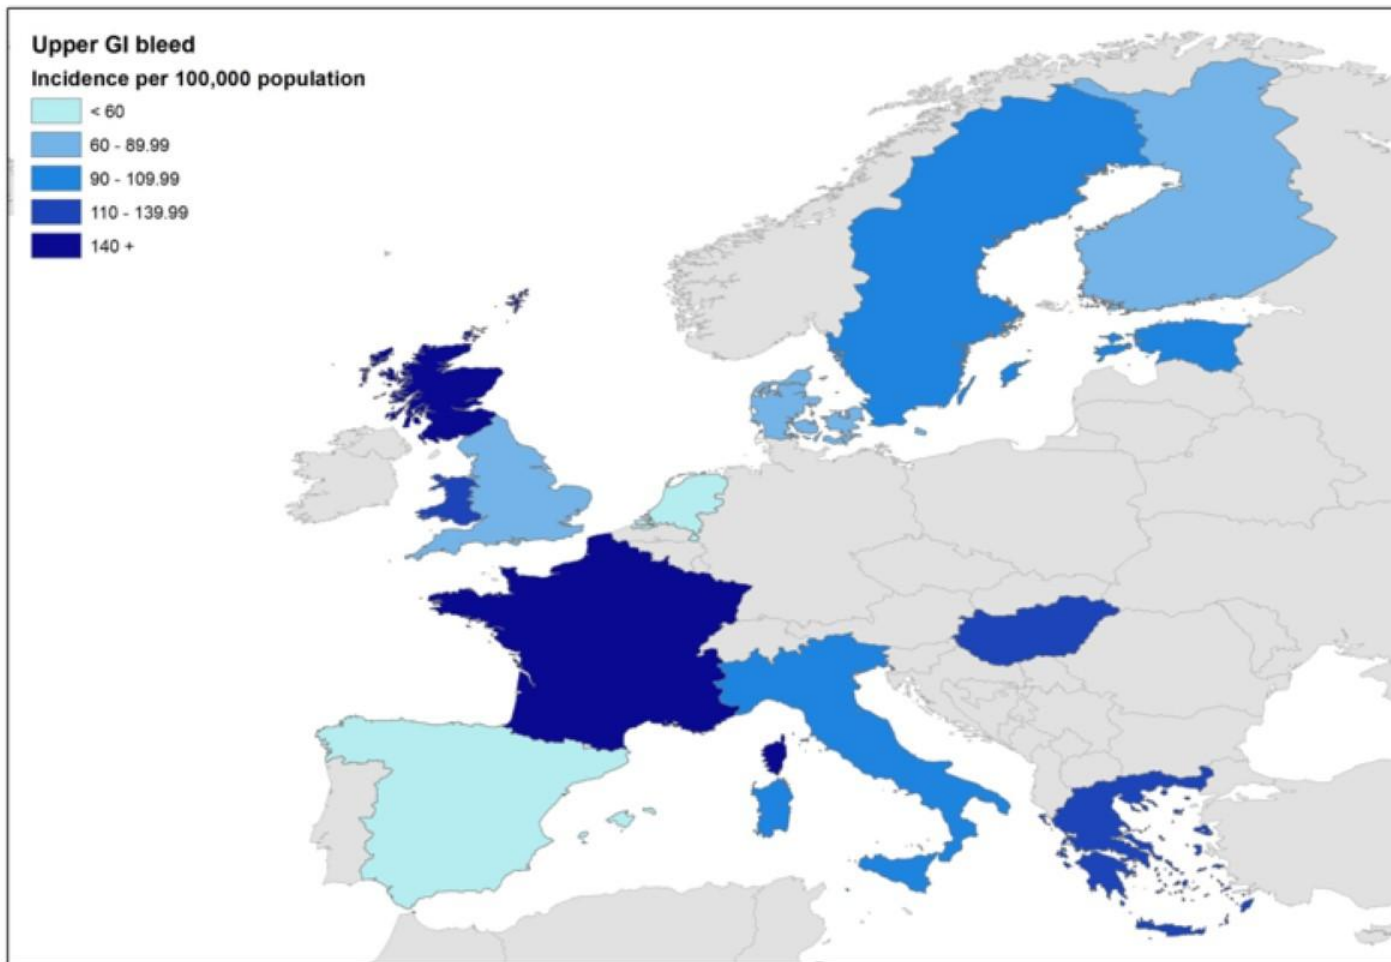 Upper GI bleed
Incidence per 100,000 population
< 60
60 - 89.99
90 - 109.99
110 - 139.99
140 +